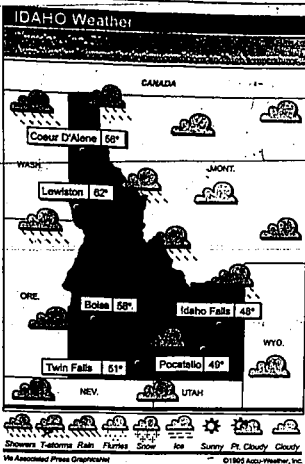 IDAHO Weather
CANADA
Coeur D'Alene 56°
WASH.
MONT.
Lewiston 62°
ORE.
Boise 58°
Idaho Falls 48°
WYO.
Twin Falls 51°
Pocatello 49°
NEV.
UTAH
Showers T-storms Rain Flurries Snow Ice Sunny Pt. Cloudy Cloudy
Via Associated Press GraphicsNet
©1995 Accu-Weather, Inc.